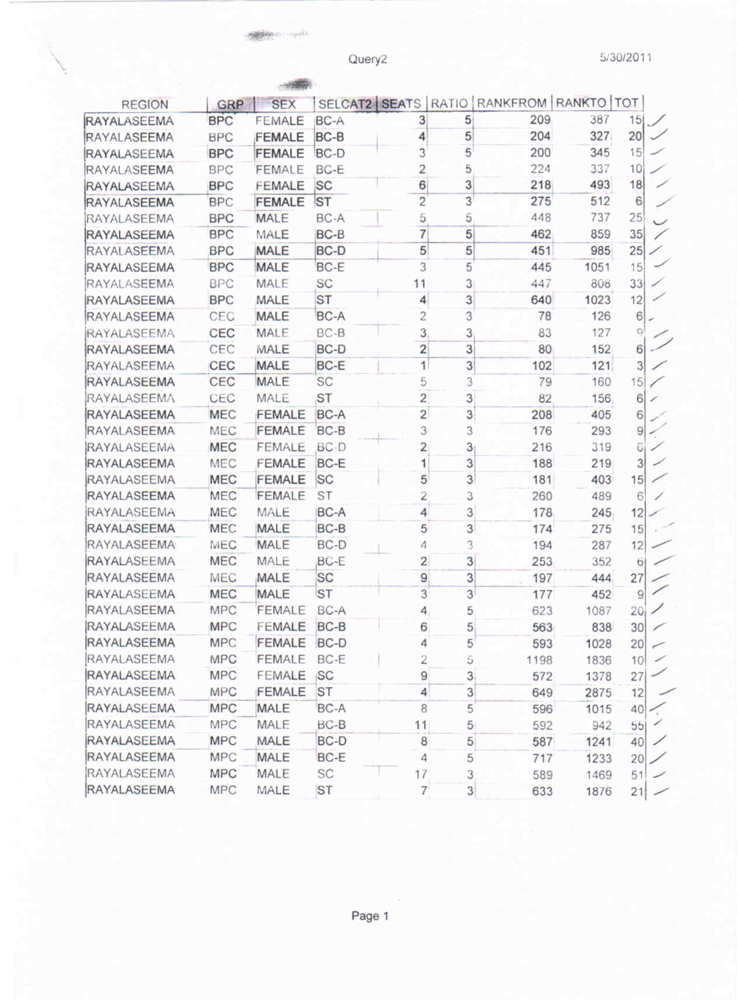 Query2 5/30/2011
REGION GRP SEX SELCAT2 SEATS RATIO RANKFROM RANKTO TOT
RAYALASEEMA BPC FEMALE BC-A 3 5 209 387 15
RAYALASEEMA BPC FEMALE BC-B 4 5 204 327 20
RAYALASEEMA BPC FEMALE BC-D 3 5 200 345 15
RAYALASEEMA BPC FEMALE BC-E 2 5 224 337 10
RAYALASEEMA BPC FEMALE SC 6 3 218 493 18
RAYALASEEMA BPC FEMALE ST 2 3 275 512 6
RAYALASEEMA BPC MALE BC-A 5 5 448 737 25
RAYALASEEMA BPC MALE BC-B 7 5 462 859 35
RAYALASEEMA BPC MALE BC-D 5 5 451 985 25
RAYALASEEMA BPC MALE BC-E 3 5 445 1051 15
RAYALASEEMA BPC MALE SC 11 3 447 808 33
RAYALASEEMA BPC MALE ST 4 3 640 1023 12
RAYALASEEMA CEC MALE BC-A 2 3 78 126 6
RAYALASEEMA CEC MALE BC-B 3 3 83 127 9
RAYALASEEMA CEC MALE BC-D 2 3 80 152 6
RAYALASEEMA CEC MALE BC-E 1 3 102 121 3
RAYALASEEMA CEC MALE SC 5 3 79 160 15
RAYALASEEMA CEC MALE ST 2 3 82 156 6
RAYALASEEMA MEC FEMALE BC-A 2 3 208 405 6
RAYALASEEMA MEC FEMALE BC-B 3 3 176 293 9
RAYALASEEMA MEC FEMALE BC-D 2 3 216 319 6
RAYALASEEMA MEC FEMALE BC-E 1 3 188 219 3
RAYALASEEMA MEC FEMALE SC 5 3 181 403 15
RAYALASEEMA MEC FEMALE ST 2 3 260 489 6
RAYALASEEMA MEC MALE BC-A 4 3 178 245 12
RAYALASEEMA MEC MALE BC-B 5 3 174 275 15
RAYALASEEMA MEC MALE BC-D 4 3 194 287 12
RAYALASEEMA MEC MALE BC-E 2 3 253 352 6
RAYALASEEMA MEC MALE SC 9 3 197 444 27
RAYALASEEMA MEC MALE ST 3 3 177 452 9
RAYALASEEMA MPC FEMALE BC-A 4 5 623 1087 20
RAYALASEEMA MPC FEMALE BC-B 6 5 563 838 30
RAYALASEEMA MPC FEMALE BC-D 4 5 593 1028 20
RAYALASEEMA MPC FEMALE BC-E 2 5 1198 1836 10
RAYALASEEMA MPC FEMALE SC 9 3 572 1378 27
RAYALASEEMA MPC FEMALE ST 4 3 649 2875 12
RAYALASEEMA MPC MALE BC-A 8 5 596 1015 40
RAYALASEEMA MPC MALE BC-B 11 5 592 942 55
RAYALASEEMA MPC MALE BC-D 8 5 587 1241 40
RAYALASEEMA MPC MALE BC-E 4 5 717 1233 20
RAYALASEEMA MPC MALE SC 17 3 589 1469 51
RAYALASEEMA MPC MALE ST 7 3 633 1876 21
Page 1